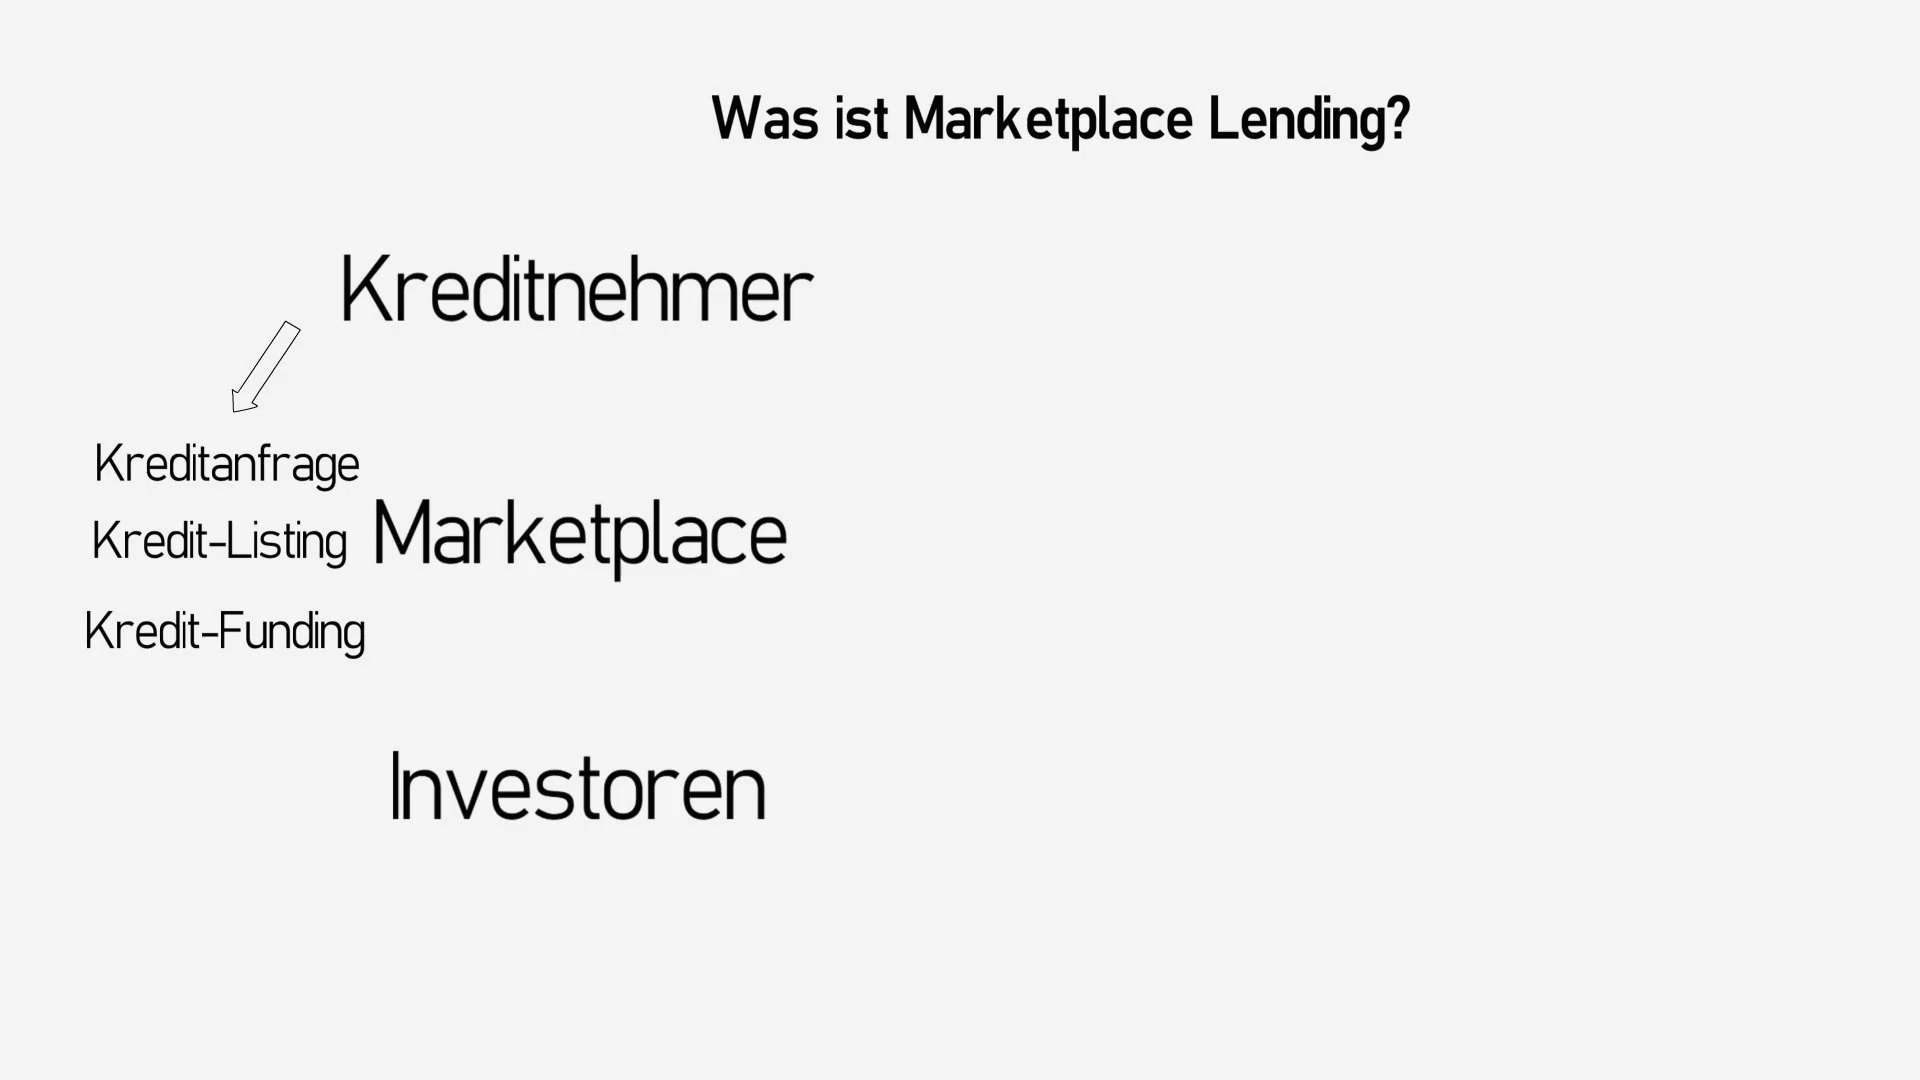 Was ist Marketplace Lending?
Kreditnehmer
Kreditanfrage
Kredit-Listing
Marketplace
Kredit-Funding
Investoren